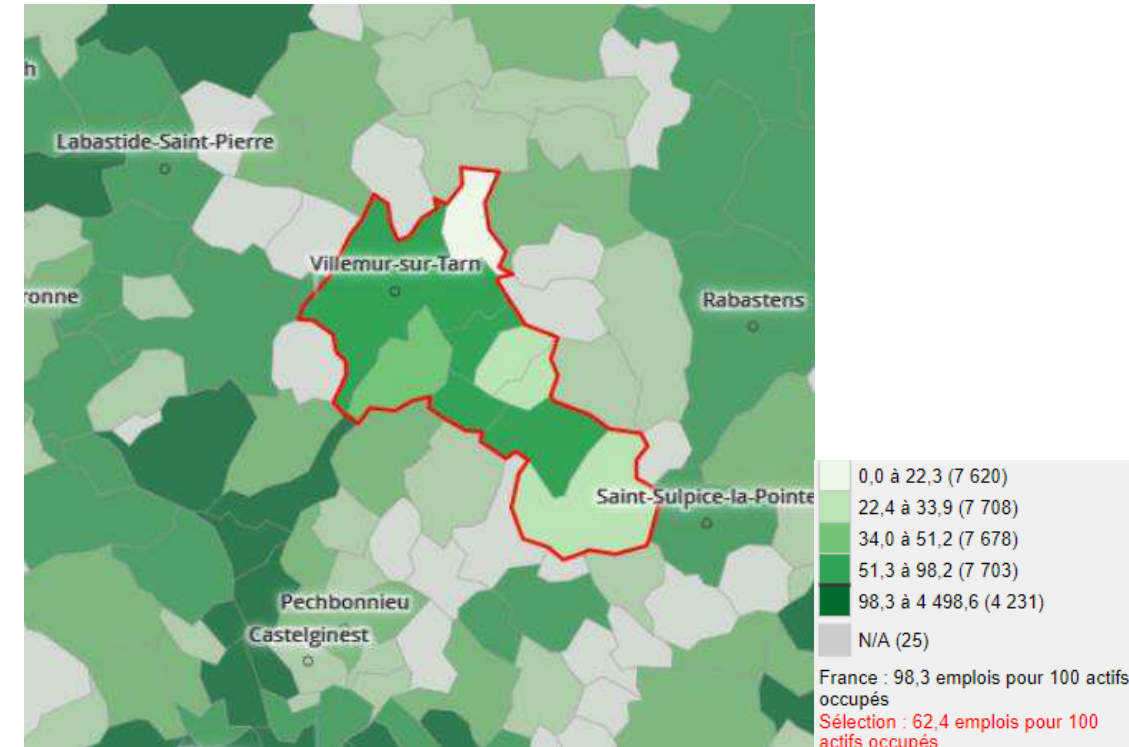 h
Labastide-Saint-Pierre
Villemur-sur-Tarn
ronne
Rabastens
Saint-Sulpice-la-Pointe
Pechbonnieu
Castelginest
0,0 à 22,3 (7 620)
22,4 à 33,9 (7 708)
34,0 à 51,2 (7 678)
51,3 à 98,2 (7 703)
98,3 à 4 498,6 (4 231)
N/A (25)
France : 98,3 emplois pour 100 actifs
occupés
Sélection : 62,4 emplois pour 100
actifs occupés